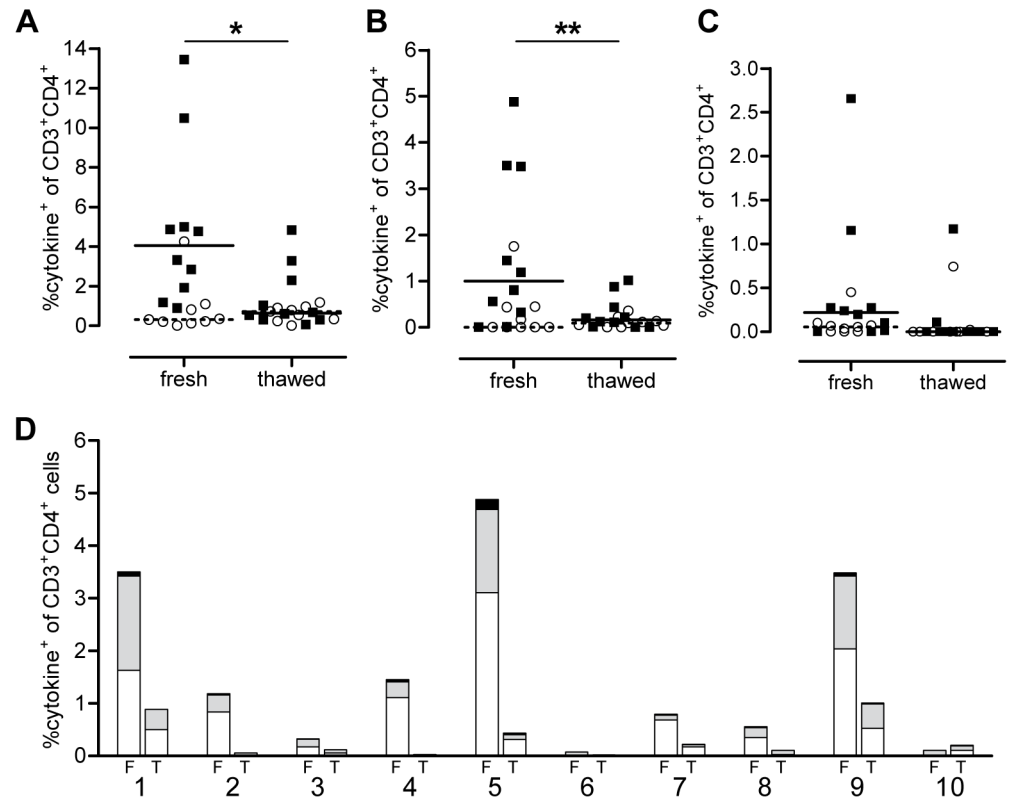 A
*
%cytokine⁺ of CD3⁺CD4⁺
14
12
10
8
6
4
2
0
fresh thawed
B
**
%cytokine⁺ of CD3⁺CD4⁺
6
5
4
3
2
1
0
fresh thawed
C
%cytokine⁺ of CD3⁺CD4⁺
3.0
2.5
2.0
1.5
1.0
0.5
0.0
fresh thawed
D
%cytokine⁺ of CD3⁺CD4⁺ cells
6
5
4
3
2
1
0
F T F T F T F T F T F T F T F T F T F T
1 2 3 4 5 6 7 8 9 10